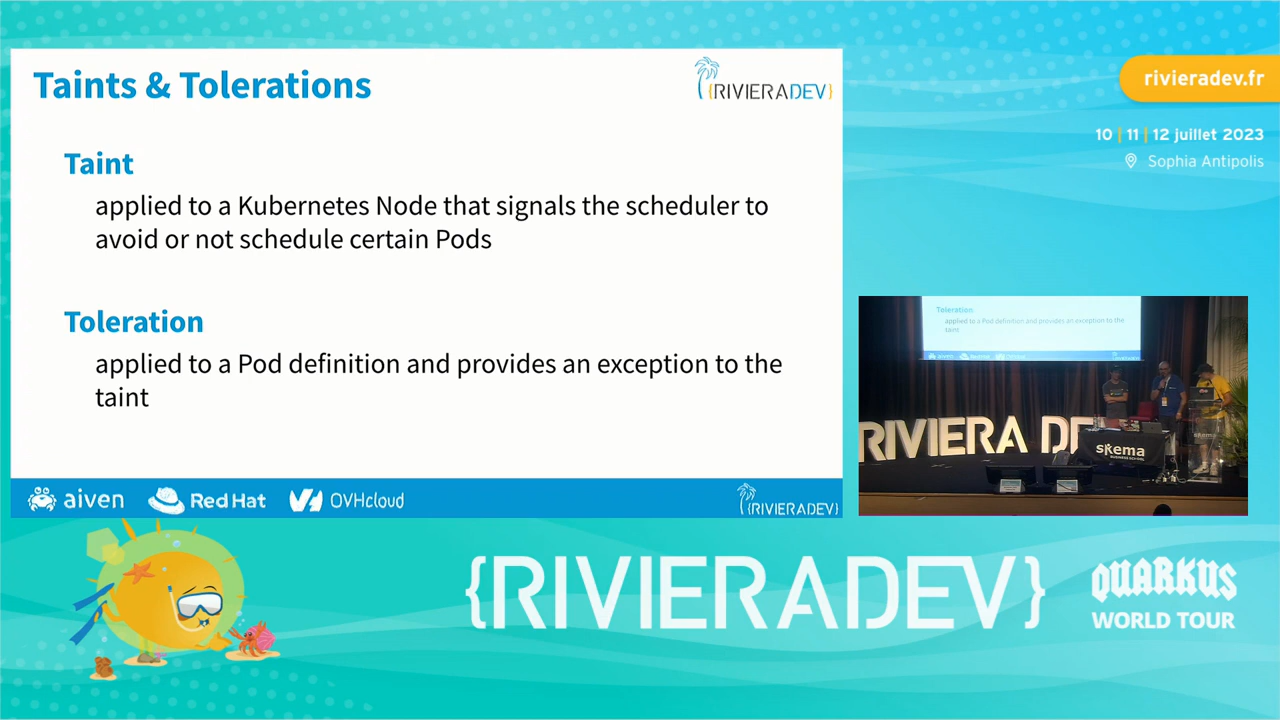 Taints & Tolerations
{RIVIERADEV}
Taint
applied to a Kubernetes Node that signals the scheduler to
avoid or not schedule certain Pods
Toleration
applied to a Pod definition and provides an exception to the
taint
aiven
Red Hat
OVHcloud
{RIVIERADEV}
rivieradev.fr
10 | 11 | 12 juillet 2023
Sophia Antipolis
Toleration
applied to a Pod definition and provides an exception to the
taint
aiven
RIVIERA DE
skema
BUSINESS SCHOOL
{RIVIERADEV}
QUARKUS
WORLD TOUR